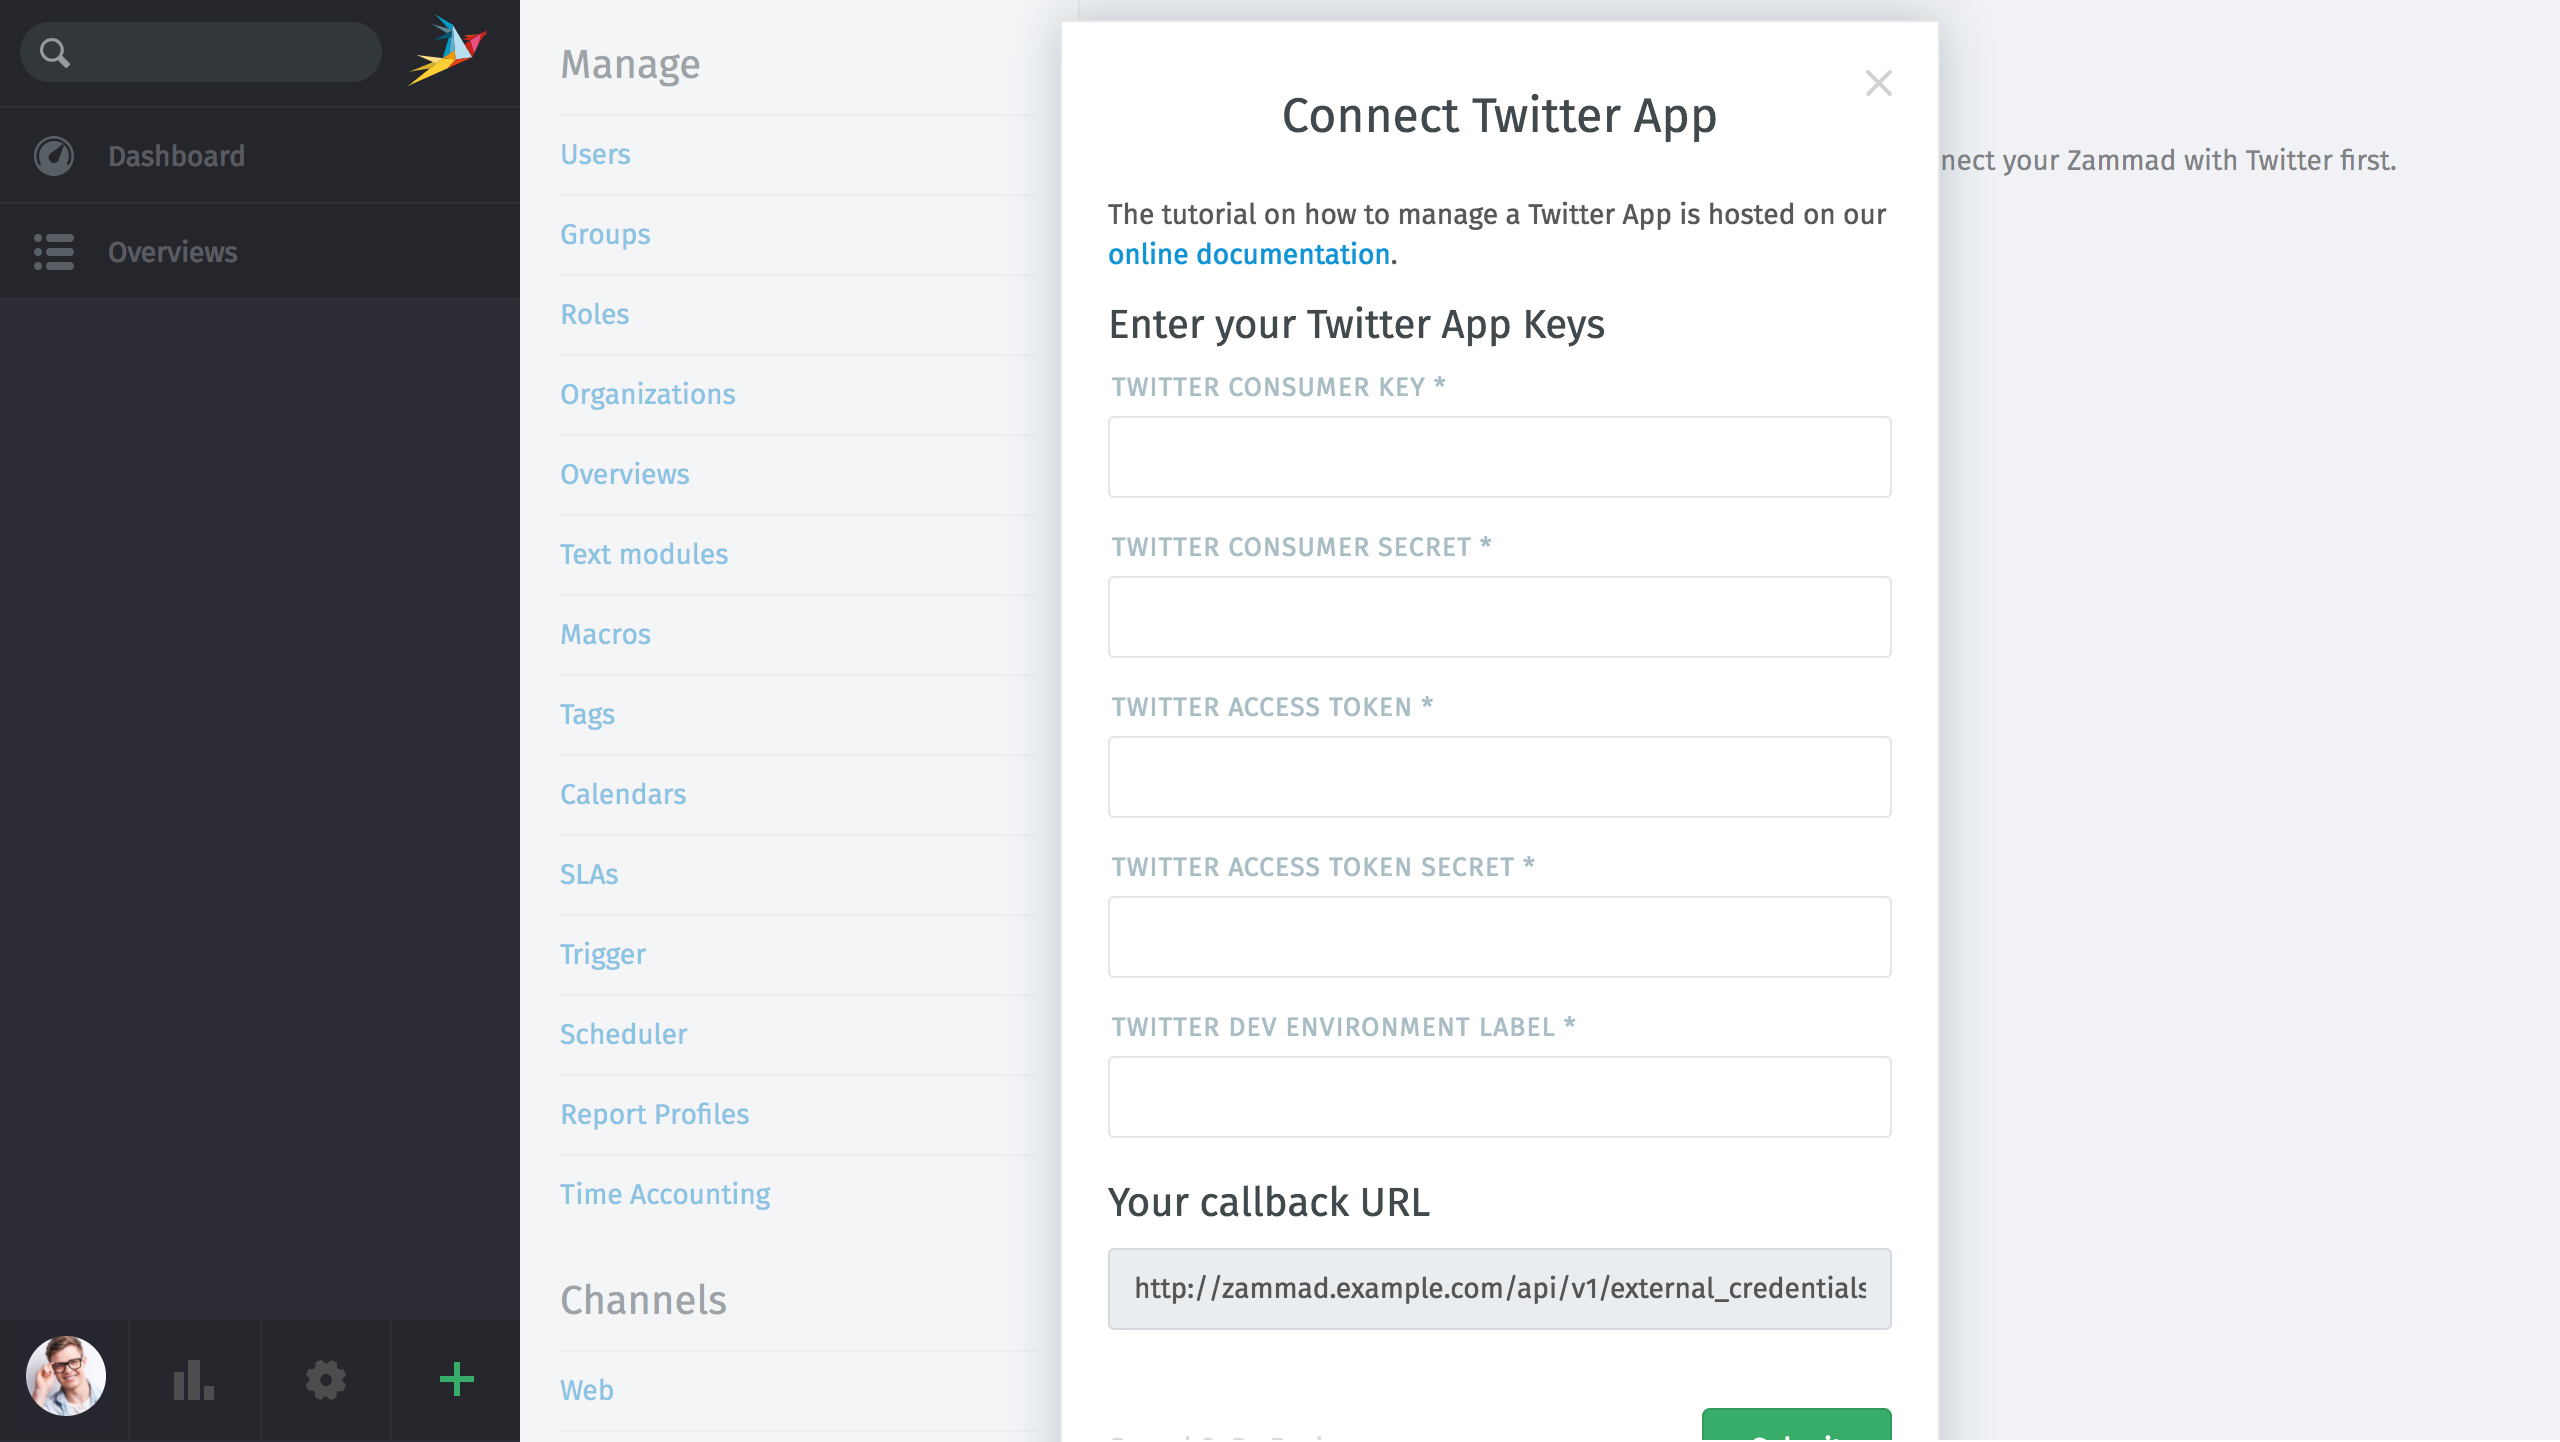 Dashboard
Overviews
Manage
Users
Groups
Roles
Organizations
Overviews
Text modules
Macros
Tags
Calendars
SLAs
Trigger
Scheduler
Report Profiles
Time Accounting
Channels
Web
Connect Twitter App
nect your Zammad with Twitter first.
The tutorial on how to manage a Twitter App is hosted on our
online documentation.
Enter your Twitter App Keys
TWITTER CONSUMER KEY *
TWITTER CONSUMER SECRET *
TWITTER ACCESS TOKEN *
TWITTER ACCESS TOKEN SECRET *
TWITTER DEV ENVIRONMENT LABEL *
Your callback URL
http://zammad.example.com/api/v1/external_credentials